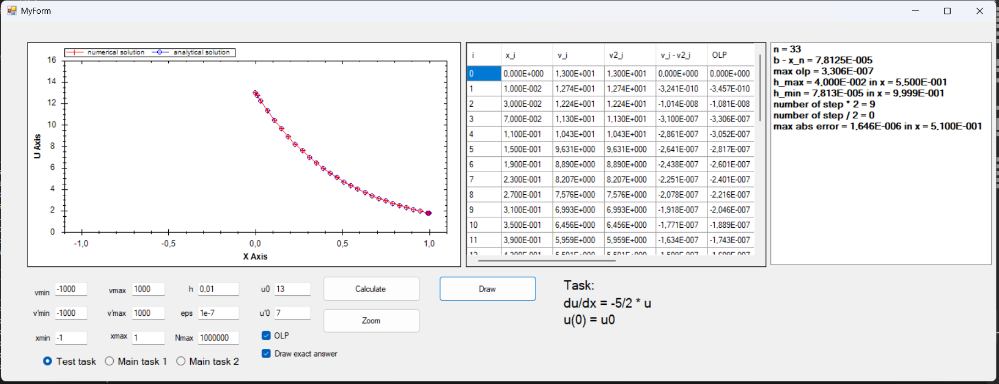 MyForm
numerical solution analytical solution
16
14
12
10
8
6
4
2
0
U Axis
-1,0 -0,5 0,0 0,5 1,0
X Axis
i x_i v_i v2_i v_i - v2_i OLP
0 0,000E+000 1,300E+001 1,300E+001 0,000E+000 0,000E+000
1 1,000E-002 1,274E+001 1,274E+001 -3,241E-010 -3,457E-010
2 3,000E-002 1,224E+001 1,224E+001 -1,014E-008 -1,081E-008
3 7,000E-002 1,130E+001 1,130E+001 -3,100E-007 -3,306E-007
4 1,100E-001 1,043E+001 1,043E+001 -2,861E-007 -3,052E-007
5 1,500E-001 9,631E+000 9,631E+000 -2,641E-007 -2,817E-007
6 1,900E-001 8,890E+000 8,890E+000 -2,438E-007 -2,601E-007
7 2,300E-001 8,207E+000 8,207E+000 -2,251E-007 -2,401E-007
8 2,700E-001 7,576E+000 7,576E+000 -2,078E-007 -2,216E-007
9 3,100E-001 6,993E+000 6,993E+000 -1,918E-007 -2,046E-007
10 3,500E-001 6,456E+000 6,456E+000 -1,771E-007 -1,889E-007
11 3,900E-001 5,959E+000 5,959E+000 -1,634E-007 -1,743E-007
n = 33
b - x_n = 7,8125E-005
max olp = 3,306E-007
h_max = 4,000E-002 in x = 5,500E-001
h_min = 7,813E-005 in x = 9,999E-001
number of step * 2 = 9
number of step / 2 = 0
max abs error = 1,646E-006 in x = 5,100E-001
vmin -1000 vmax 1000 h 0,01 u0 13 Calculate Draw
v'min -1000 v'max 1000 eps 1e-7 u'0 7 Zoom
xmin -1 xmax 1 Nmax 1000000 OLP
Draw exact answer
Test task Main task 1 Main task 2
Task:
du/dx = -5/2 * u
u(0) = u0